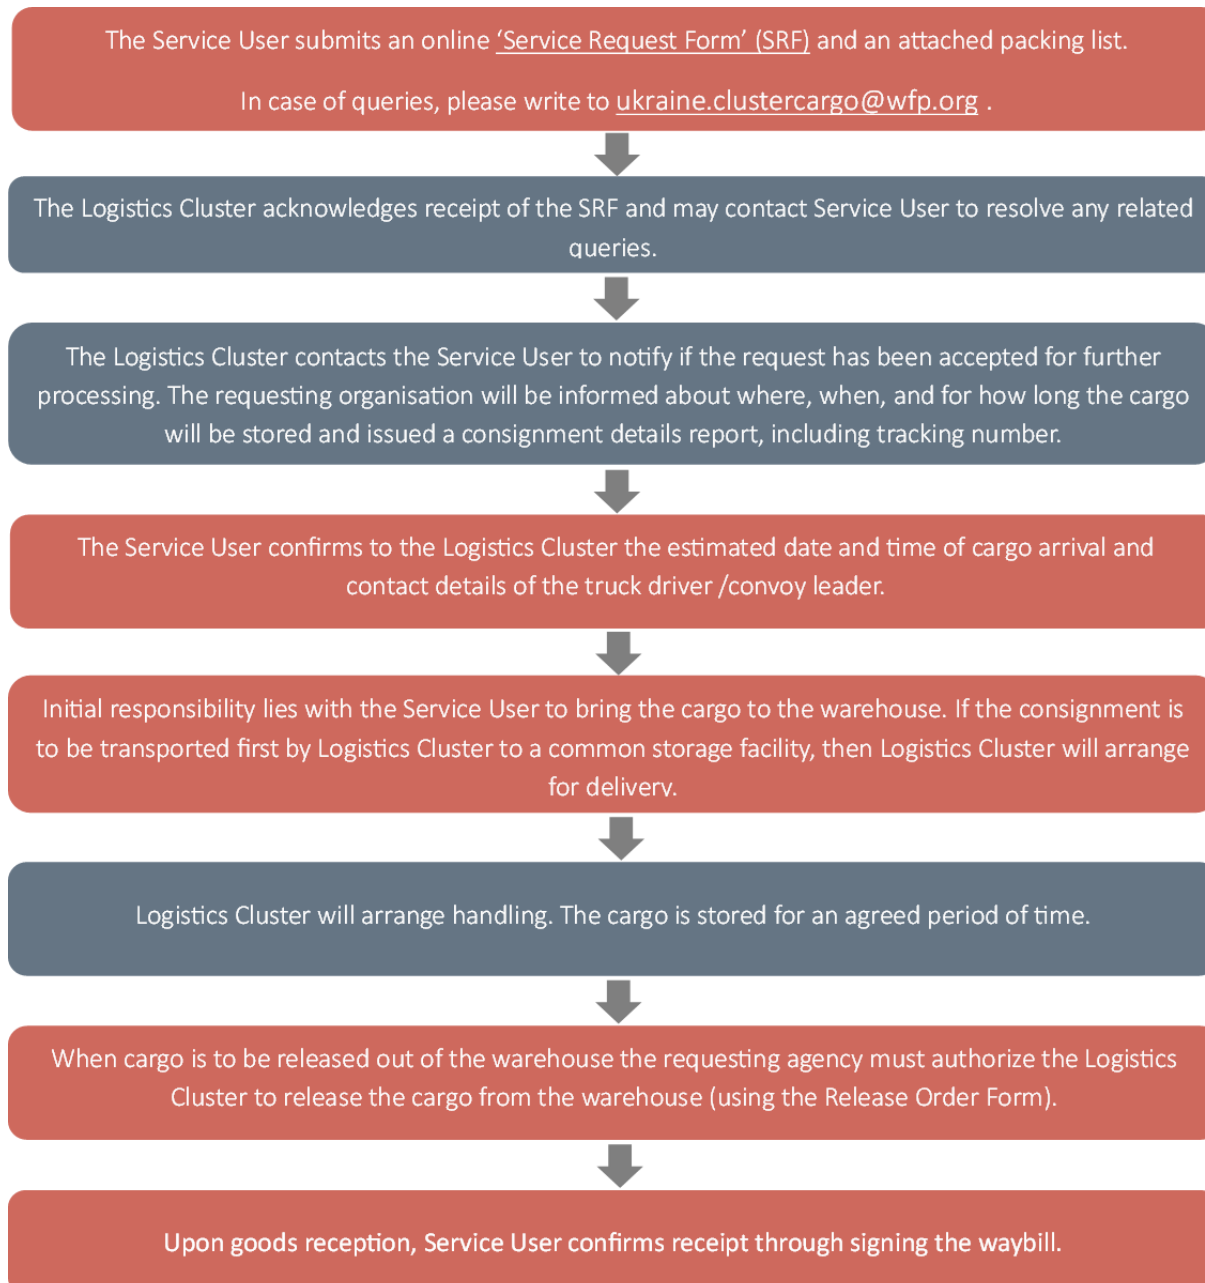 The Service User submits an online ‘Service Request Form’ (SRF) and an attached packing list.
In case of queries, please write to ukraine.clustercargo@wfp.org .
The Logistics Cluster acknowledges receipt of the SRF and may contact Service User to resolve any related
queries.
The Logistics Cluster contacts the Service User to notify if the request has been accepted for further
processing. The requesting organisation will be informed about where, when, and for how long the cargo
will be stored and issued a consignment details report, including tracking number.
The Service User confirms to the Logistics Cluster the estimated date and time of cargo arrival and
contact details of the truck driver /convoy leader.
Initial responsibility lies with the Service User to bring the cargo to the warehouse. If the consignment is
to be transported first by Logistics Cluster to a common storage facility, then Logistics Cluster will arrange
for delivery.
Logistics Cluster will arrange handling. The cargo is stored for an agreed period of time.
When cargo is to be released out of the warehouse the requesting agency must authorize the Logistics
Cluster to release the cargo from the warehouse (using the Release Order Form).
Upon goods reception, Service User confirms receipt through signing the waybill.